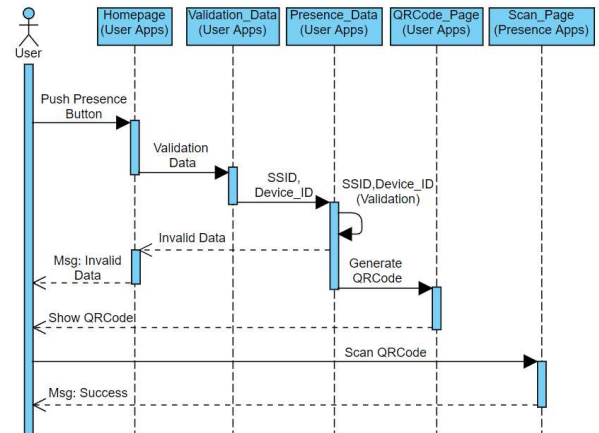 Homepage
(User Apps)
Validation_Data
(User Apps)
Presence_Data
(User Apps)
QRCode_Page
(User Apps)
Scan_Page
(Presence Apps)
User
Push Presence
Button
Validation
Data
SSID,
Device_ID
SSID,Device_ID
(Validation)
Invalid Data
Msg: Invalid
Data
Generate
QRCode
Show QRCode
Scan QRCode
Msg: Success